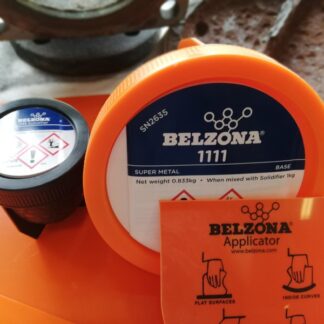 SN2635
BELZONA®
1111
SUPER METAL
BASE
Net weight 0.833kg • When mixed with Solidifier 1kg
BELZONA®
Applicator
www.belzona.com
FLAT SURFACES
INSIDE CURVES